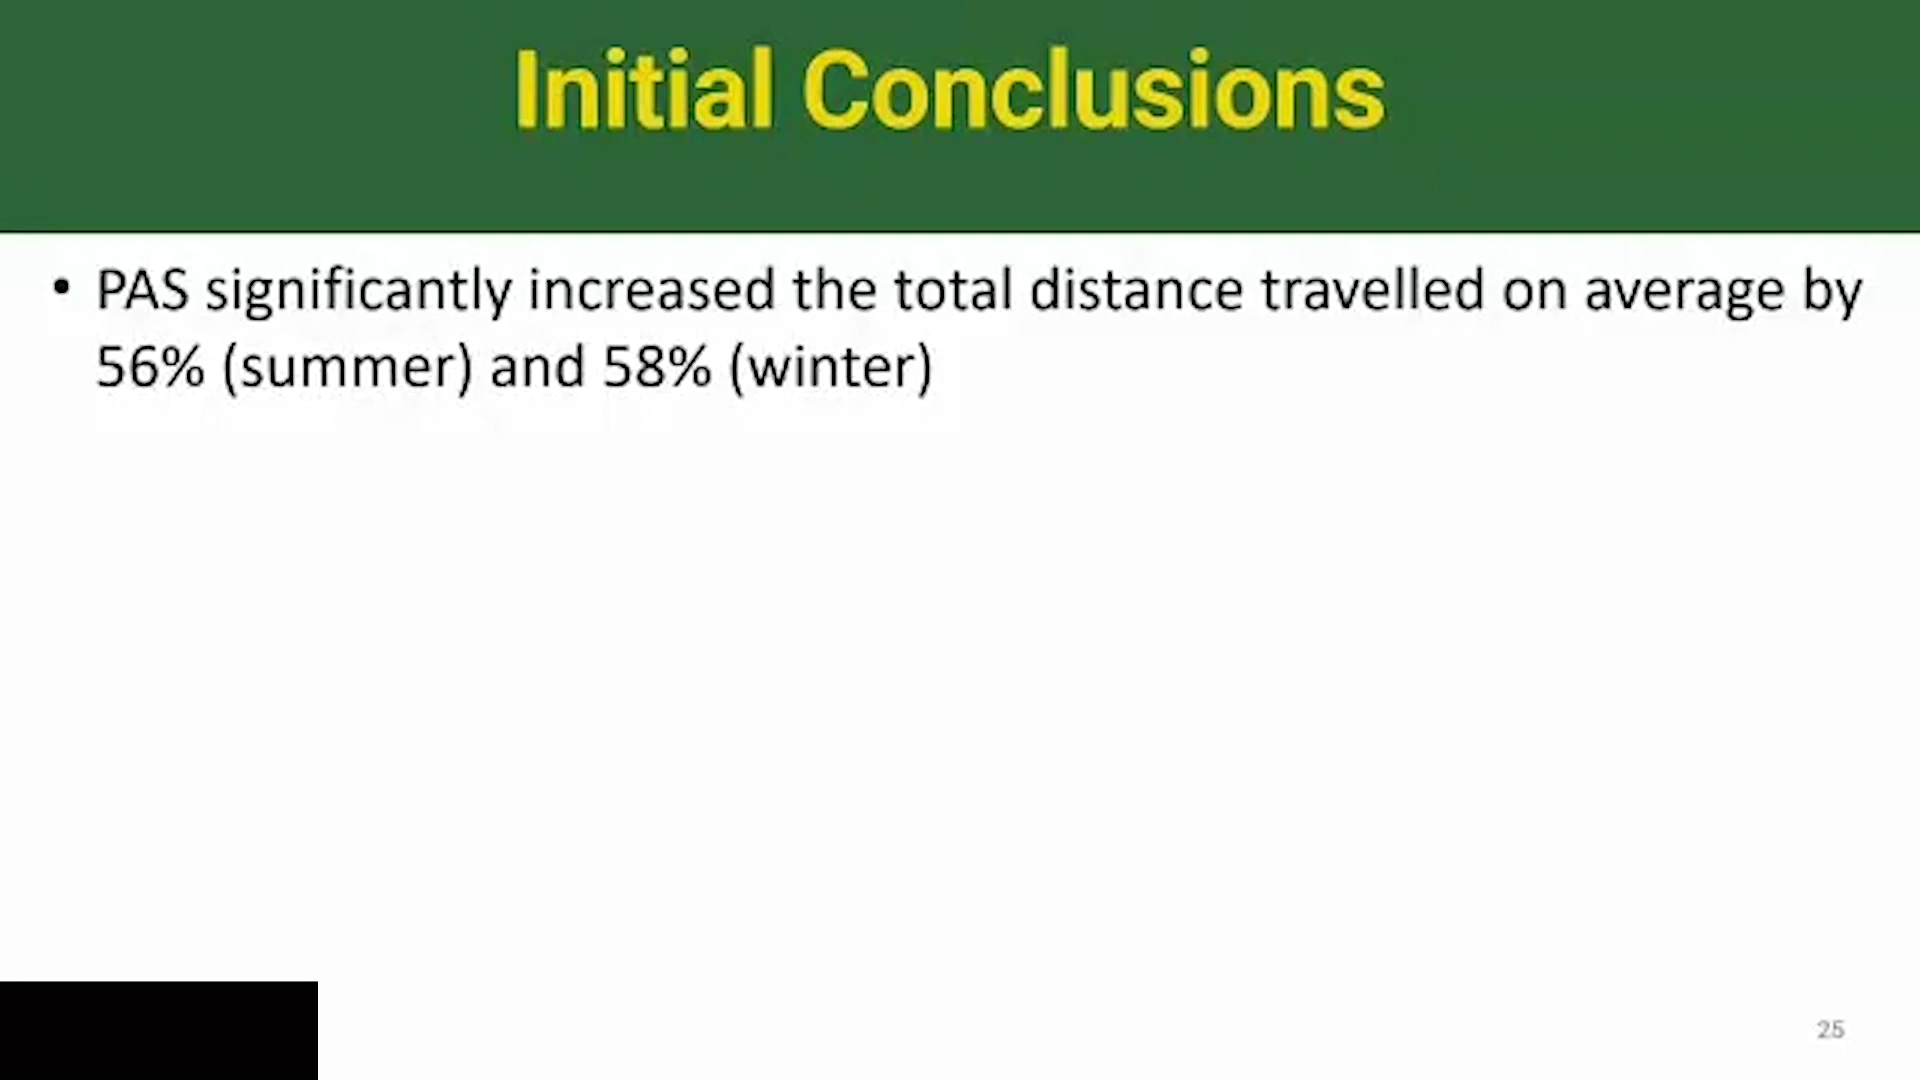 Initial Conclusions
• PAS significantly increased the total distance travelled on average by
56% (summer) and 58% (winter)
25